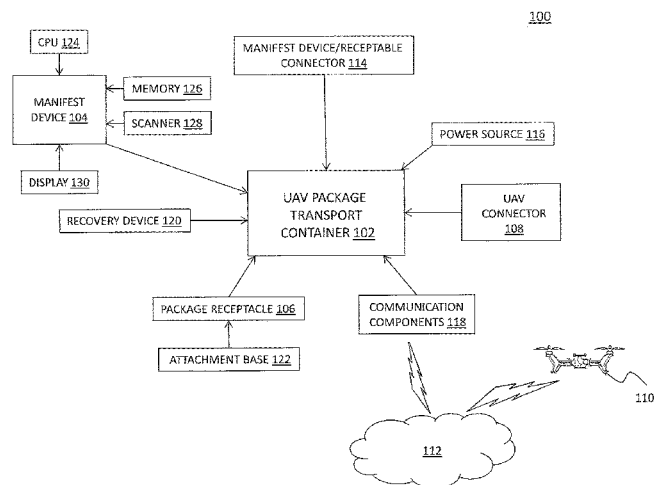 100
CPU 124
MANIFEST
DEVICE 104
MEMORY 126
SCANNER 128
DISPLAY 130
MANIFEST DEVICE/RECEPTABLE
CONNECTOR 114
POWER SOURCE 116
UAV PACKAGE
TRANSPORT
CONTAINER 102
UAV
CONNECTOR
108
RECOVERY DEVICE 120
PACKAGE RECEPTACLE 106
ATTACHMENT BASE 122
COMMUNICATION
COMPONENTS 118
110
112